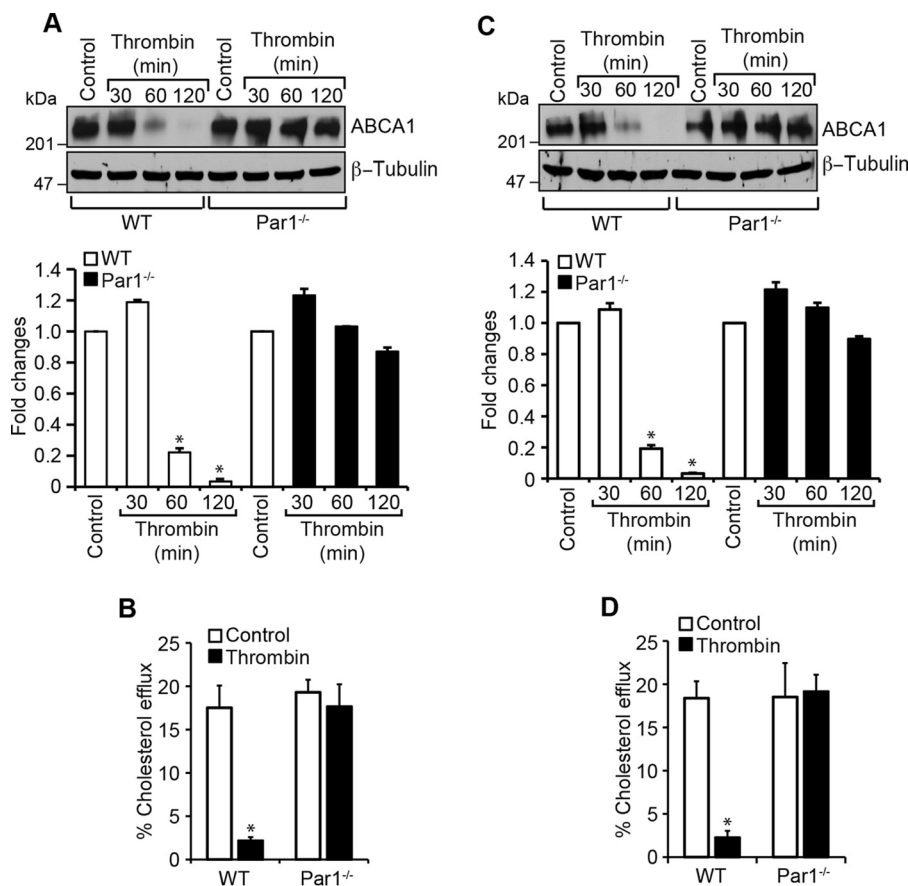 A
Control
Thrombin
(min)
30 60 120
Control
Thrombin
(min)
30 60 120
kDa
201
ABCA1
47
β–Tubulin
WT
Par1-/-
WT
Par1-/-
Fold changes
1.4
1.2
1.0
0.8
0.6
0.4
0.2
0
*
*
Control
30 60 120
Thrombin
(min)
Control
30 60 120
Thrombin
(min)
B
Control
Thrombin
% Cholesterol efflux
25
20
15
10
5
0
*
WT
Par1-/-
C
Control
Thrombin
(min)
30 60 120
Control
Thrombin
(min)
30 60 120
kDa
201
ABCA1
47
β–Tubulin
WT
Par1-/-
WT
Par1-/-
Fold changes
1.4
1.2
1.0
0.8
0.6
0.4
0.2
0
*
*
Control
30 60 120
Thrombin
(min)
Control
30 60 120
Thrombin
(min)
D
Control
Thrombin
% Cholesterol efflux
25
20
15
10
5
0
*
WT
Par1-/-